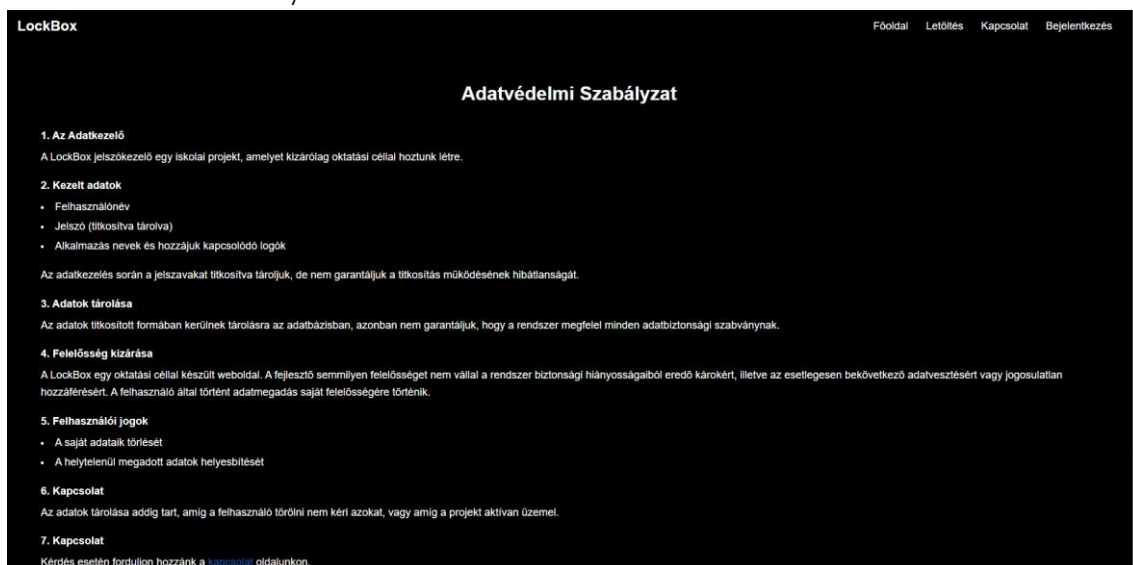 LockBox
Főoldal Letöltés Kapcsolat Bejelentkezés
Adatvédelmi Szabályzat
1. Az Adatkezelő
A LockBox jelszókezelő egy iskolai projekt, amelyet kizárólag oktatási céllal hoztunk létre.
2. Kezelt adatok
• Felhasználónév
• Jelszó (titkosítva tárolva)
• Alkalmazás nevek és hozzájuk kapcsolódó logók
Az adatkezelés során a jelszavakat titkosítva tároljuk, de nem garantáljuk a titkosítás működésének hibátlanságát.
3. Adatok tárolása
Az adatok titkosított formában kerülnek tárolásra az adatbázisban, azonban nem garantáljuk, hogy a rendszer megfelel minden adatbiztonsági szabványnak.
4. Felelősség kizárása
A LockBox egy oktatási céllal készült weboldal. A fejlesztő semmilyen felelősséget nem vállal a rendszer biztonsági hiányosságaiból eredő károkért, illetve az esetlegesen bekövetkező adatvesztésért vagy jogosulatlan
hozzáférésért. A felhasználó által történt adatmegadás saját felelősségére történik.
5. Felhasználói jogok
• A saját adataik törlését
• A helytelenül megadott adatok helyesbítését
6. Kapcsolat
Az adatok tárolása addig tart, amíg a felhasználó törölni nem kéri azokat, vagy amíg a projekt aktívan üzemel.
7. Kapcsolat
Kérdés esetén forduljon hozzánk a kapcsolat oldalunkon.